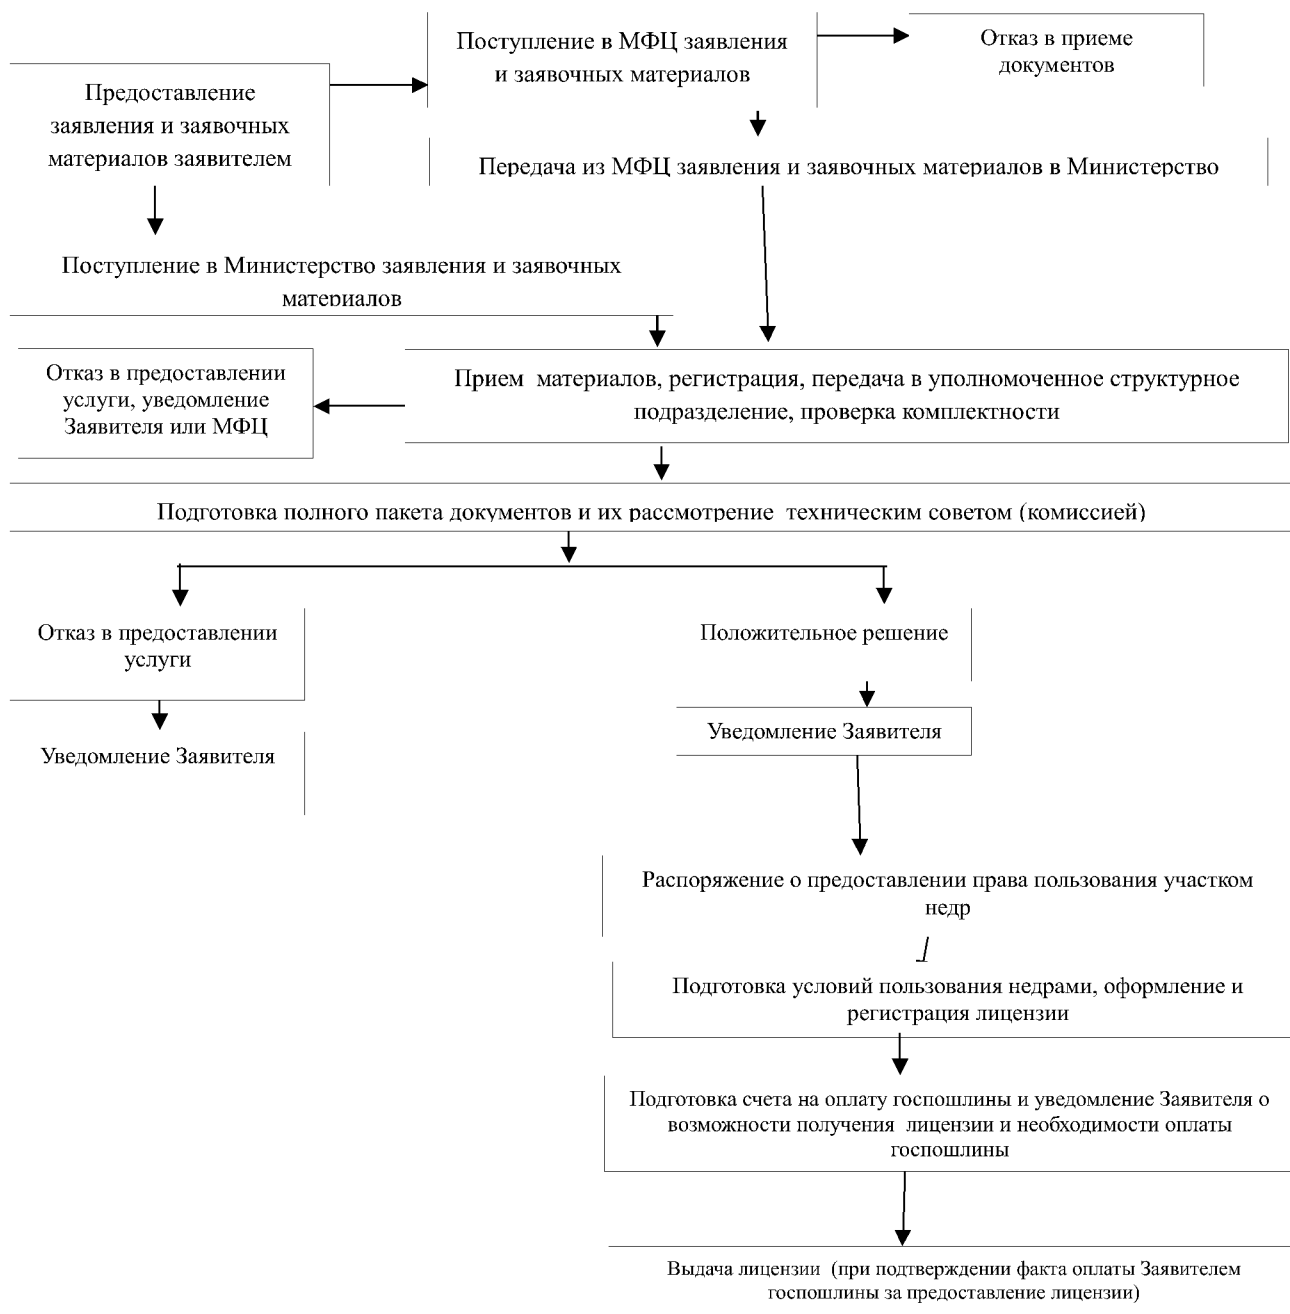 Поступление в МФЦ заявления
и заявочных материалов
Отказ в приеме
документов
Предоставление
заявления и заявочных
материалов заявителем
Передача из МФЦ заявления и заявочных материалов в Министерство
Поступление в Министерство заявления и заявочных
материалов
Отказ в предоставлении
услуги, уведомление
Заявителя или МФЦ
Прием материалов, регистрация, передача в уполномоченное структурное
подразделение, проверка комплектности
Подготовка полного пакета документов и их рассмотрение техническим советом (комиссией)
Отказ в предоставлении
услуги
Положительное решение
Уведомление Заявителя
Уведомление Заявителя
Распоряжение о предоставлении права пользования участком
недр
Подготовка условий пользования недрами, оформление и
регистрация лицензии
Подготовка счета на оплату госпошлины и уведомление Заявителя о
возможности получения лицензии и необходимости оплаты
госпошлины
Выдача лицензии (при подтверждении факта оплаты Заявителем
госпошлины за предоставление лицензии)